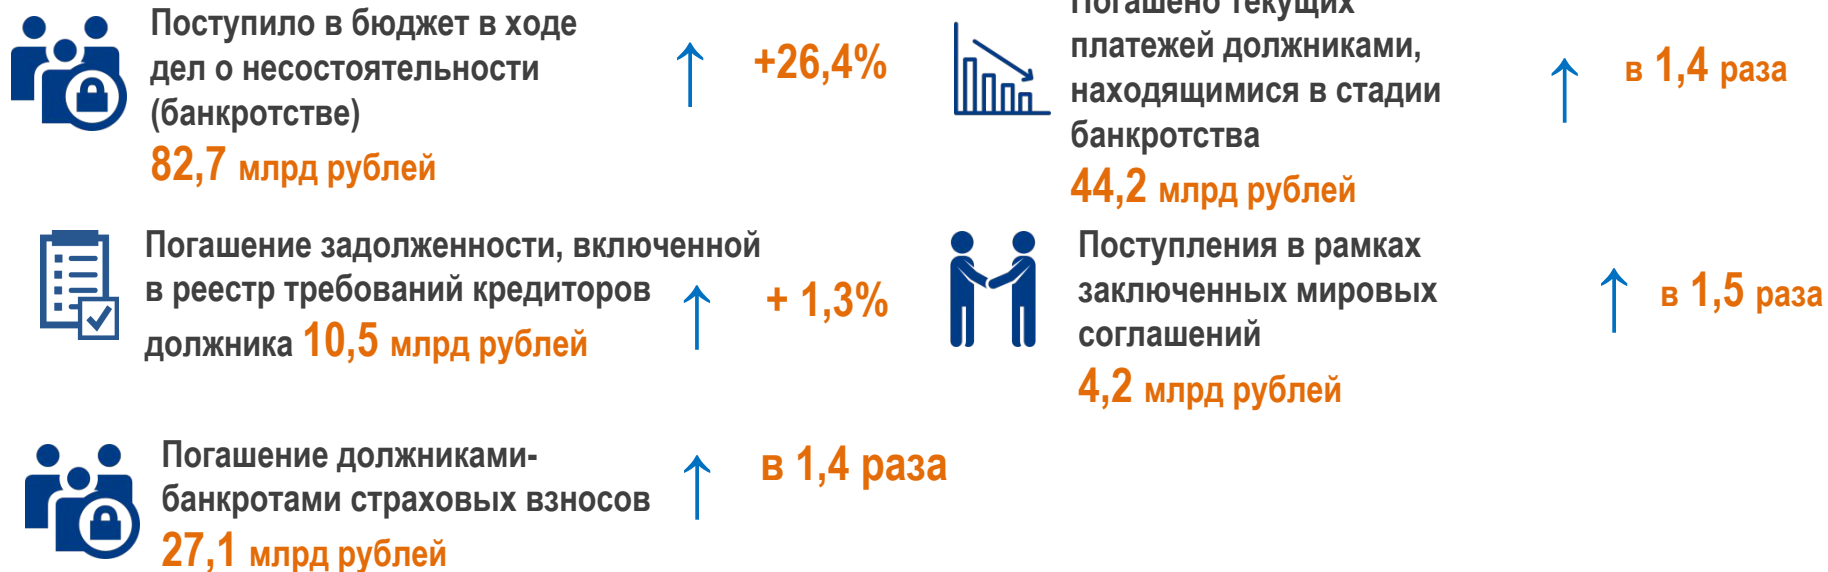 Поступило в бюджет в ходе
дел о несостоятельности
(банкротстве)
82,7 млрд рублей
+26,4%
Погашено текущих
платежей должниками,
находящимися в стадии
банкротства
44,2 млрд рублей
в 1,4 раза
Погашение задолженности, включенной
в реестр требований кредиторов
должника 10,5 млрд рублей
+ 1,3%
Поступления в рамках
заключенных мировых
соглашений
4,2 млрд рублей
в 1,5 раза
Погашение должниками-
банкротами страховых взносов
27,1 млрд рублей
в 1,4 раза